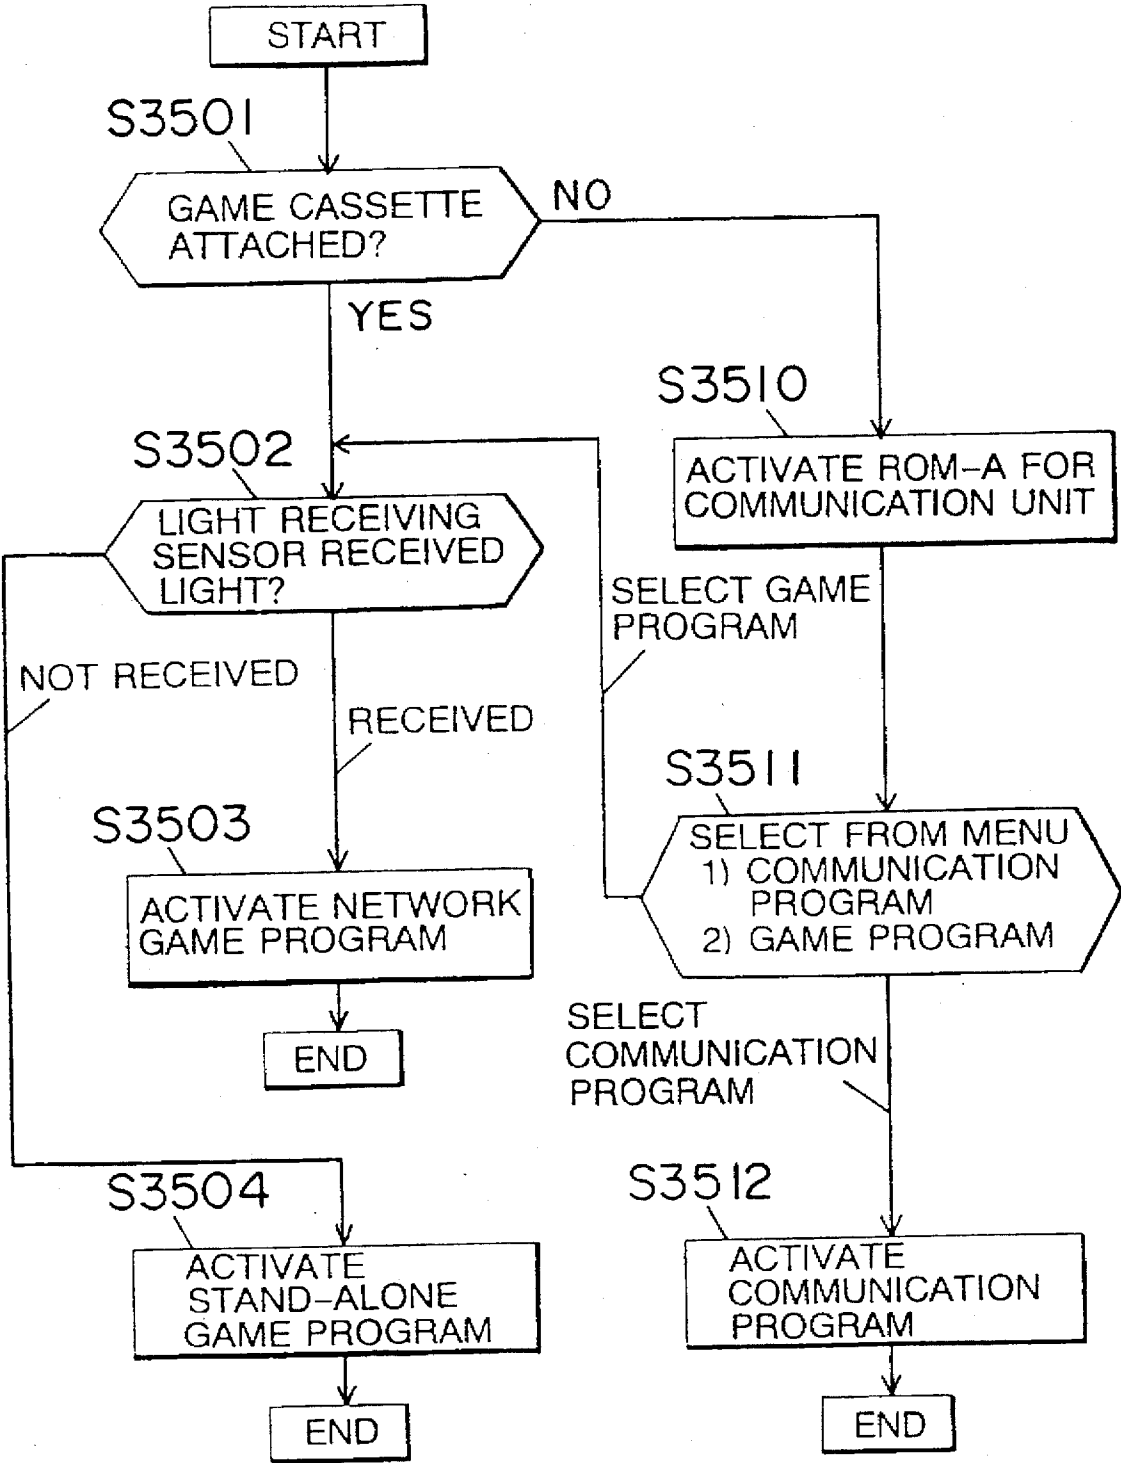 START
S3501
GAME CASSETTE
ATTACHED?
NO
YES
S3510
ACTIVATE ROM-A FOR
COMMUNICATION UNIT
S3502
LIGHT RECEIVING
SENSOR RECEIVED
LIGHT?
SELECT GAME
PROGRAM
NOT RECEIVED
RECEIVED
S3511
SELECT FROM MENU
1) COMMUNICATION
PROGRAM
2) GAME PROGRAM
S3503
ACTIVATE NETWORK
GAME PROGRAM
END
SELECT
COMMUNICATION
PROGRAM
S3504
ACTIVATE
STAND-ALONE
GAME PROGRAM
END
S3512
ACTIVATE
COMMUNICATION
PROGRAM
END